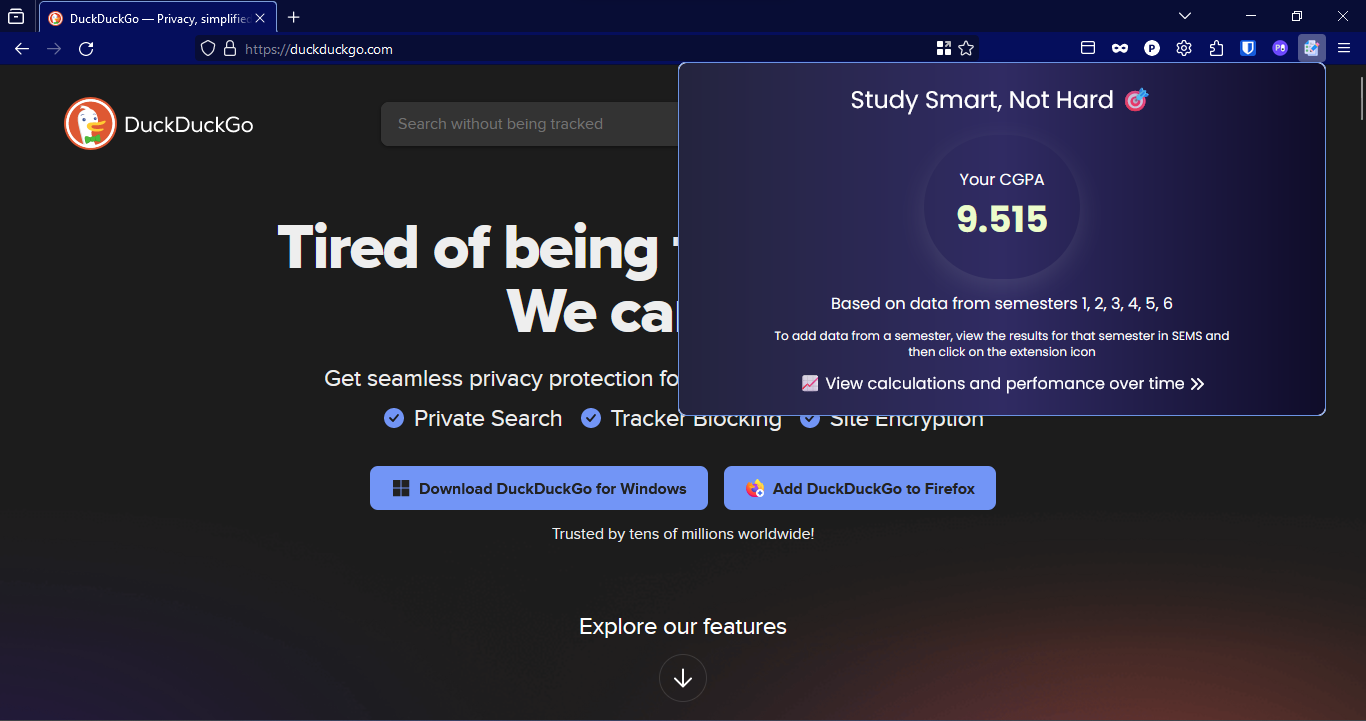 DuckDuckGo — Privacy, simplified
https://duckduckgo.com
DuckDuckGo
Search without being tracked
Tired of being
We ca
Get seamless privacy protection fo
Private Search
Tracker Blocking
Site Encryption
Download DuckDuckGo for Windows
Add DuckDuckGo to Firefox
Trusted by tens of millions worldwide!
Explore our features
Study Smart, Not Hard
Your CGPA
9.515
Based on data from semesters 1, 2, 3, 4, 5, 6
To add data from a semester, view the results for that semester in SEMS and
then click on the extension icon
View calculations and perfomance over time